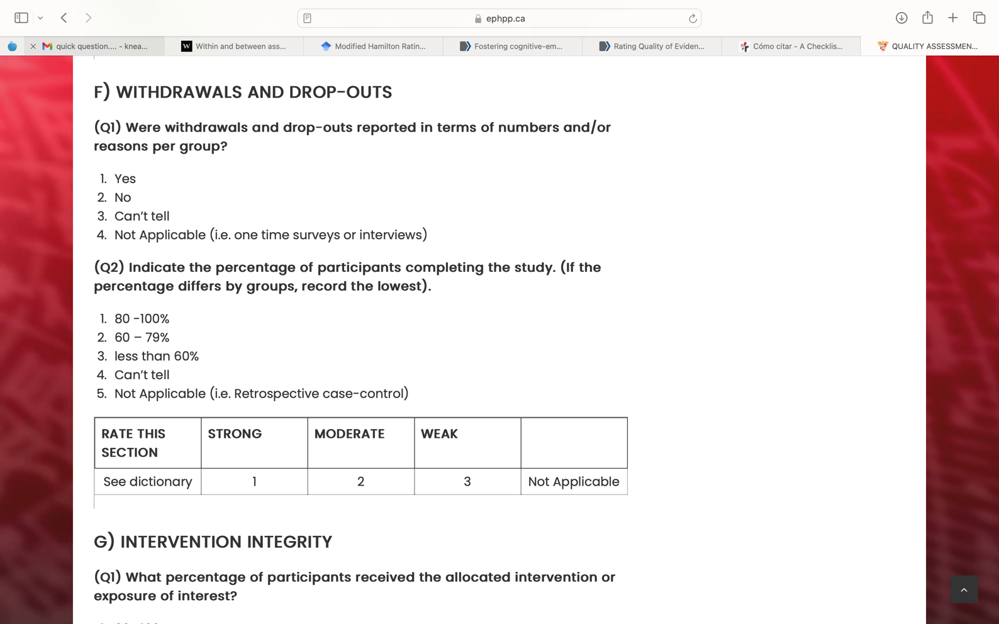 ephpp.ca
quick question.... - knea...
W Within and between ass...
Modified Hamilton Ratin...
Fostering cognitive-em...
Rating Quality of Eviden...
Cómo citar - A Checklis...
QUALITY ASSESSMEN...
F) WITHDRAWALS AND DROP-OUTS
(Q1) Were withdrawals and drop-outs reported in terms of numbers and/or
reasons per group?
1. Yes
2. No
3. Can’t tell
4. Not Applicable (i.e. one time surveys or interviews)
(Q2) Indicate the percentage of participants completing the study. (If the
percentage differs by groups, record the lowest).
1. 80 -100%
2. 60 – 79%
3. less than 60%
4. Can’t tell
5. Not Applicable (i.e. Retrospective case-control)
RATE THIS SECTION STRONG MODERATE WEAK
See dictionary 1 2 3 Not Applicable
G) INTERVENTION INTEGRITY
(Q1) What percentage of participants received the allocated intervention or
exposure of interest?